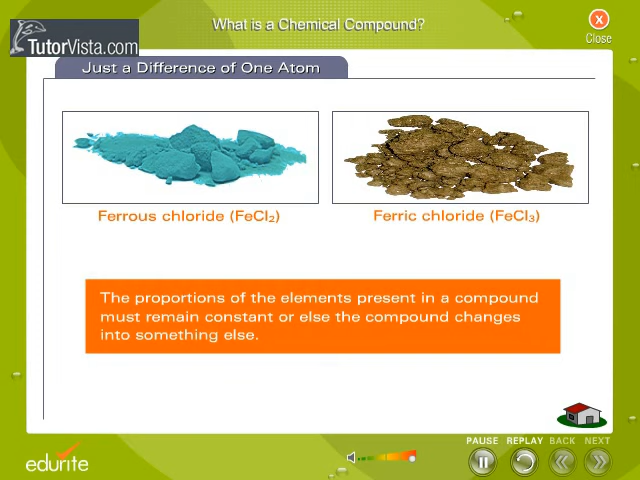 What is a Chemical Compound?
Close
TutorVista.com
Just a Difference of One Atom
Ferrous chloride (FeCl₂)
Ferric chloride (FeCl₃)
The proportions of the elements present in a compound
must remain constant or else the compound changes
into something else.
PAUSE REPLAY BACK NEXT
edurite